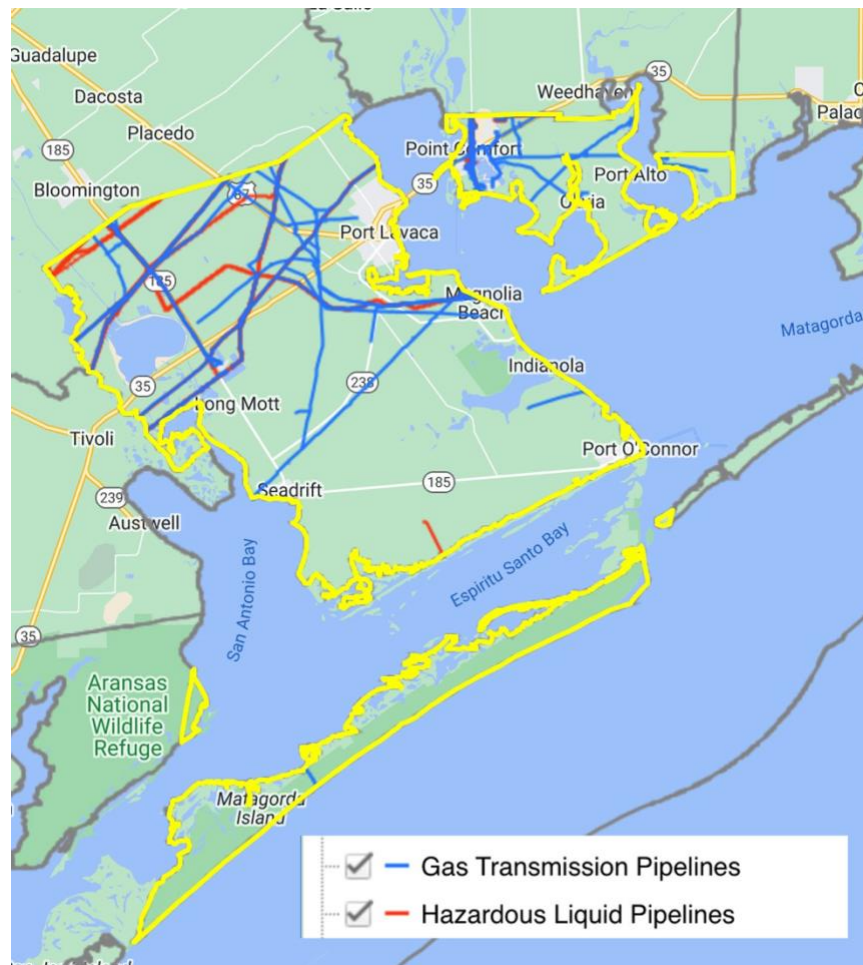 Guadalupe
Dacosta
Placedo
185
Bloomington
Weedhaven
35
Point Comfort
35
Port Alto
Olivia
Port Lavaca
185
Magnolia
Beach
Matagorda
Indianola
238
35
Long Mott
Tivoli
Port O'Connor
Seadrift
185
239
Austwell
San Antonio Bay
Espiritu Santo Bay
35
Aransas
National
Wildlife
Refuge
Matagorda
Island
Gas Transmission Pipelines
Hazardous Liquid Pipelines